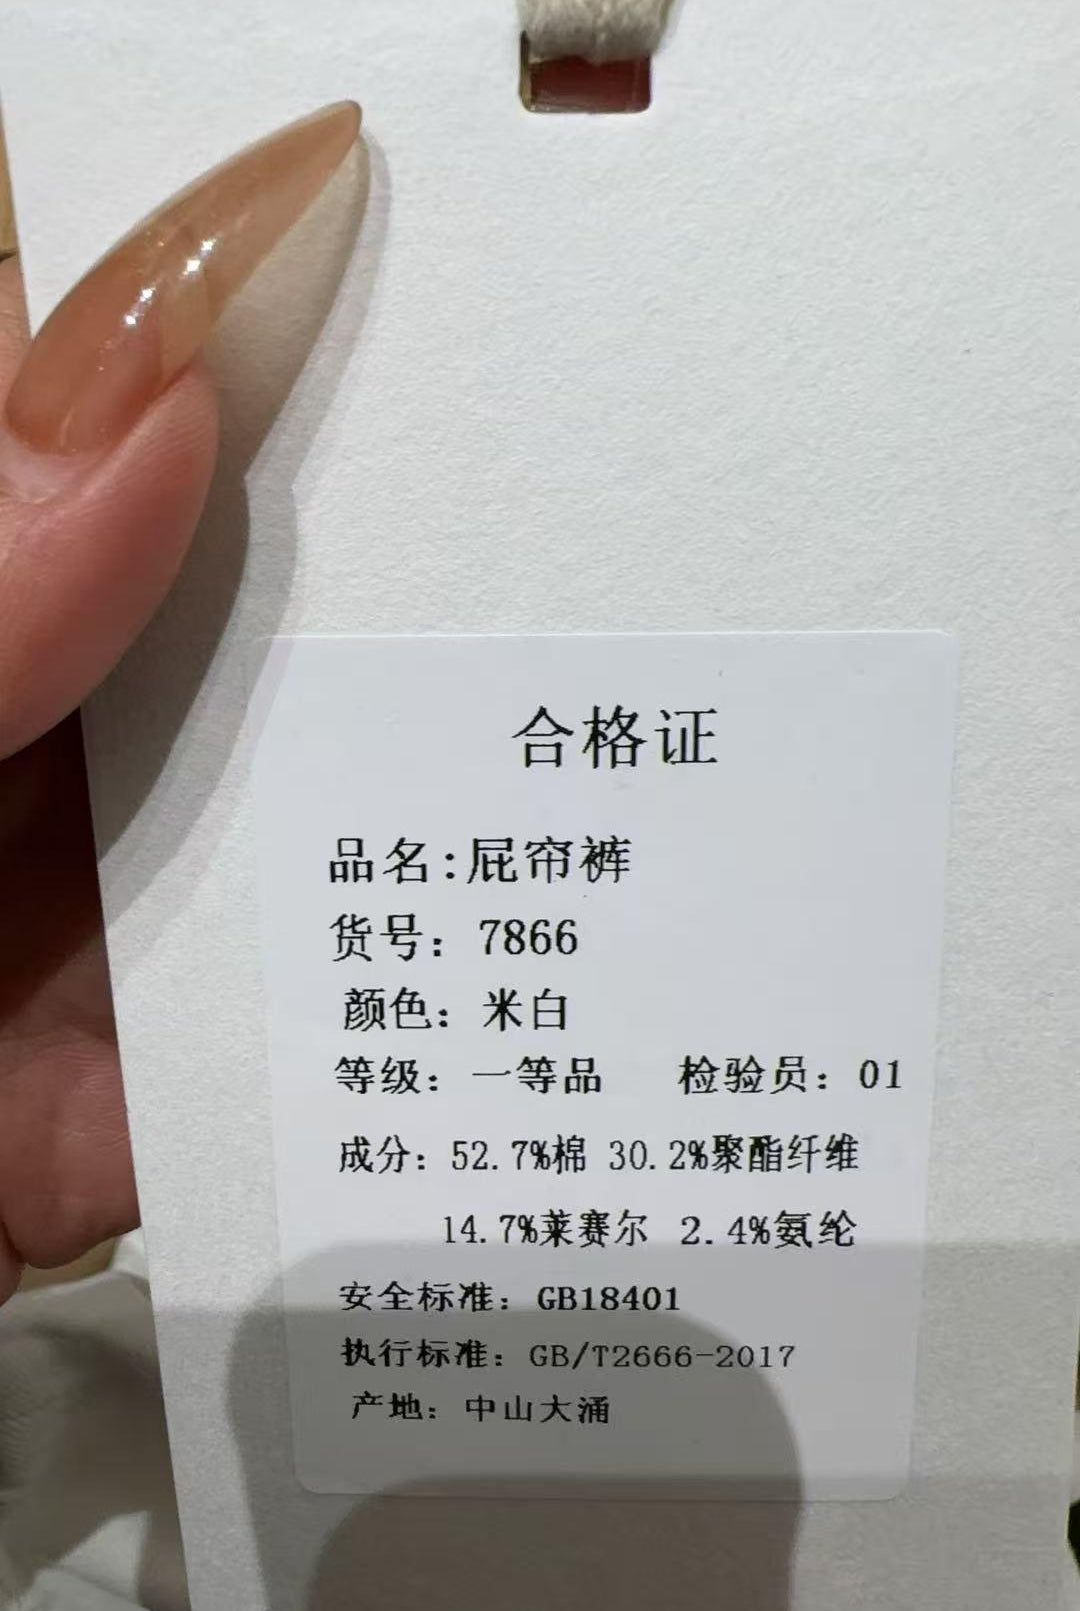 合格证
品名:屁帘裤
货号：7866
颜色：米白
等级：一等品 检验员：01
成分：52.7%棉 30.2%聚酯纤维
14.7%莱赛尔 2.4%氨纶
安全标准：GB18401
执行标准：GB/T2666-2017
产地：中山大涌